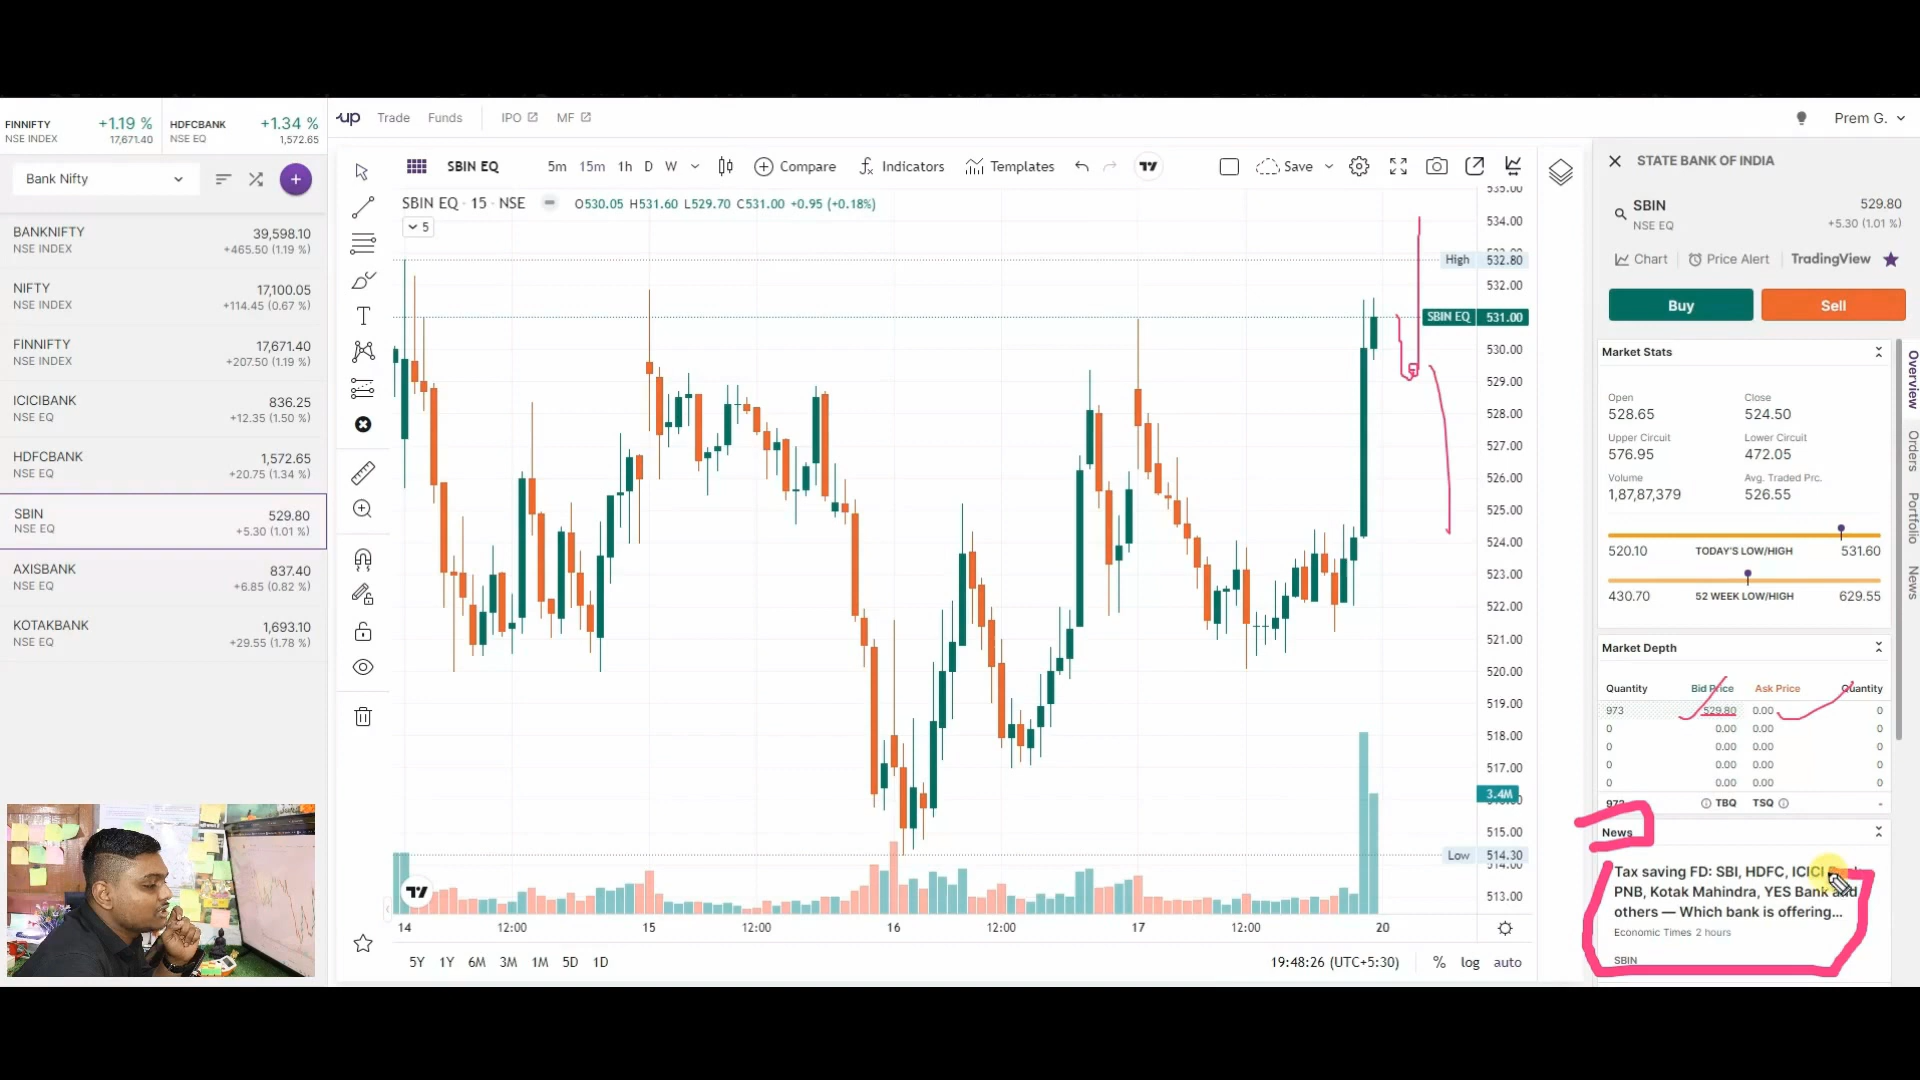 FINNIFTY +1.19 %
NSE INDEX 17,671.40
HDFCBANK +1.34 %
NSE EQ 1,572.65
Bank Nifty
BANKNIFTY 39,598.10
NSE INDEX +465.50 (1.19 %)
NIFTY 17,100.05
NSE INDEX +114.45 (0.67 %)
FINNIFTY 17,671.40
NSE INDEX +207.50 (1.19 %)
ICICIBANK 836.25
NSE EQ +12.35 (1.50 %)
HDFCBANK 1,572.65
NSE EQ +20.75 (1.34 %)
SBIN 529.80
NSE EQ +5.30 (1.01 %)
AXISBANK 837.40
NSE EQ +6.85 (0.82 %)
KOTAKBANK 1,693.10
NSE EQ +29.55 (1.78 %)
up Trade Funds IPO MF Prem G.
SBIN EQ 5m 15m 1h D W Compare Indicators Templates Save
SBIN EQ · 15 · NSE O530.05 H531.60 L529.70 C531.00 +0.95 (+0.18%)
5
535.00
534.00
High 532.80
532.00
SBIN EQ 531.00
530.00
529.00
528.00
527.00
526.00
525.00
524.00
523.00
522.00
521.00
520.00
519.00
518.00
517.00
3.4M
515.00
Low 514.30
514.00
513.00
14 12:00 15 12:00 16 12:00 17 12:00 20
5Y 1Y 6M 3M 1M 5D 1D 19:48:26 (UTC+5:30) % log auto
STATE BANK OF INDIA
SBIN 529.80
NSE EQ +5.30 (1.01 %)
Chart Price Alert TradingView
Buy Sell
Market Stats
Open Close
528.65 524.50
Upper Circuit Lower Circuit
576.95 472.05
Volume Avg. Traded Prc.
1,87,87,379 526.55
520.10 TODAY'S LOW/HIGH 531.60
430.70 52 WEEK LOW/HIGH 629.55
Market Depth
Quantity Bid Price Ask Price Quantity
973 529.80 0.00 0
0 0.00 0.00 0
0 0.00 0.00 0
0 0.00 0.00 0
0 0.00 0.00 0
973 TBQ TSQ -
News
Tax saving FD: SBI, HDFC, ICICI
PNB, Kotak Mahindra, YES Bank and
others — Which bank is offering...
Economic Times 2 hours
SBIN
Overview
Orders
Portfolio
News